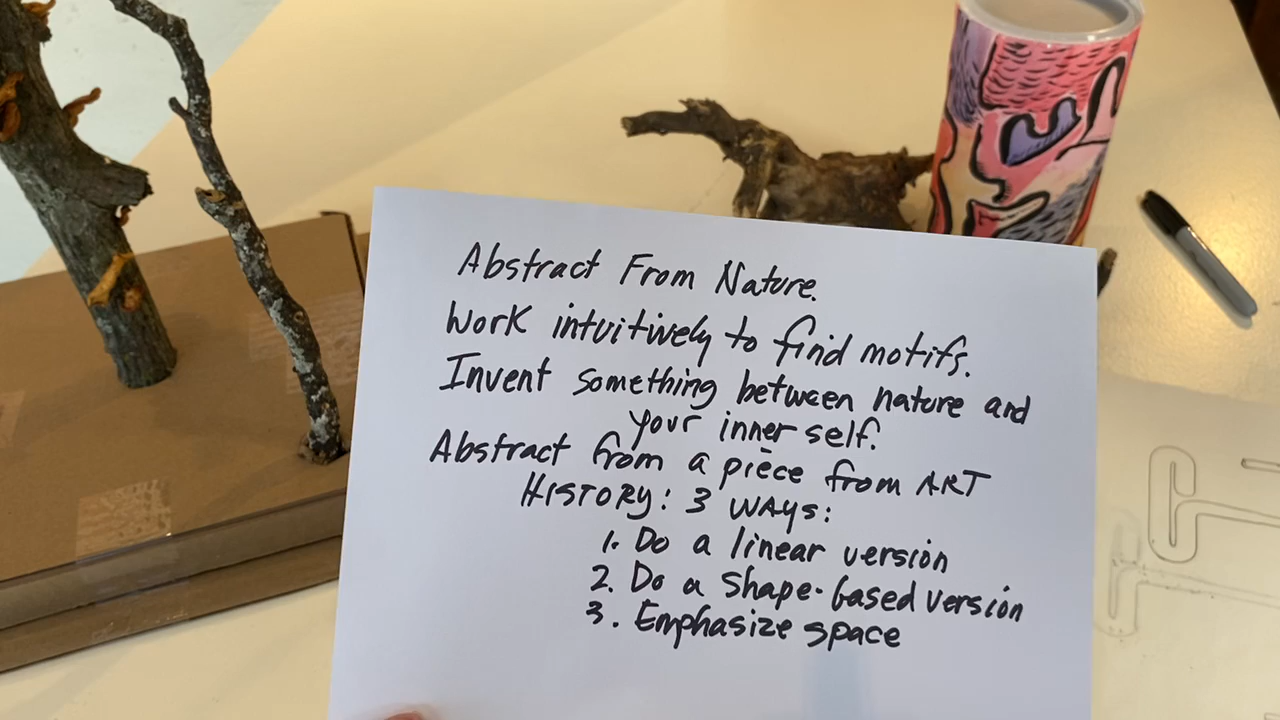 Abstract From Nature.
Work intuitively to find motifs.
Invent something between nature and
your inner self.
Abstract from a piece from ART
HISTORY: 3 WAYS:
1. Do a linear version
2. Do a shape-based version
3. Emphasize space